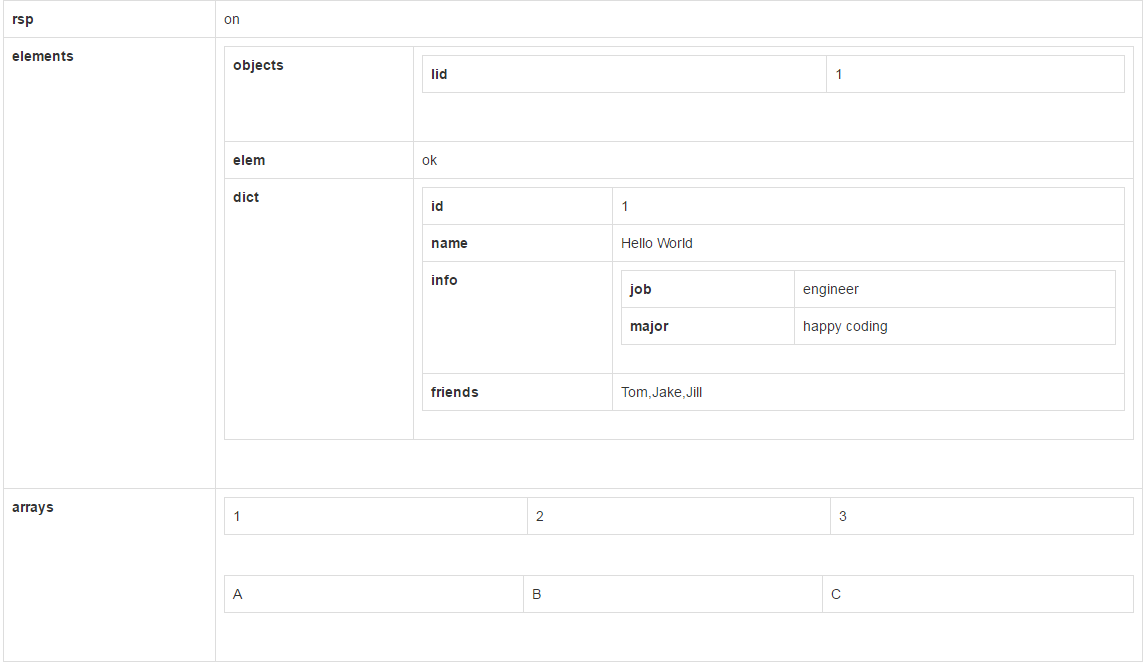 rsp on
elements
objects
lid 1
elem ok
dict
id 1
name Hello World
info
job engineer
major happy coding
friends Tom,Jake,Jill
arrays
1 2 3
A B C